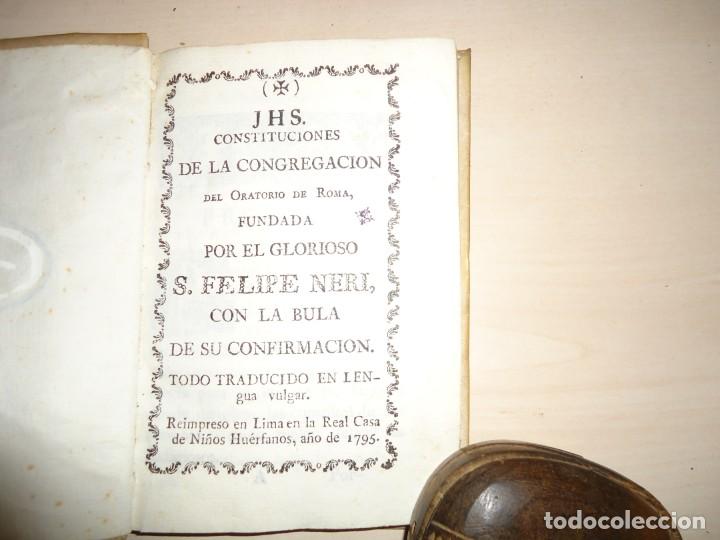 (✠)
JHS.
CONSTITUCIONES
DE LA CONGREGACION
DEL ORATORIO DE ROMA,
FUNDADA
POR EL GLORIOSO
S. FELIPE NERI,
CON LA BULA
DE SU CONFIRMACION.
TODO TRADUCIDO EN LEN-
gua vulgar.
Reimpreso en Lima en la Real Casa
de Niños Huérfanos, año de 1795.
todocoleccion.net